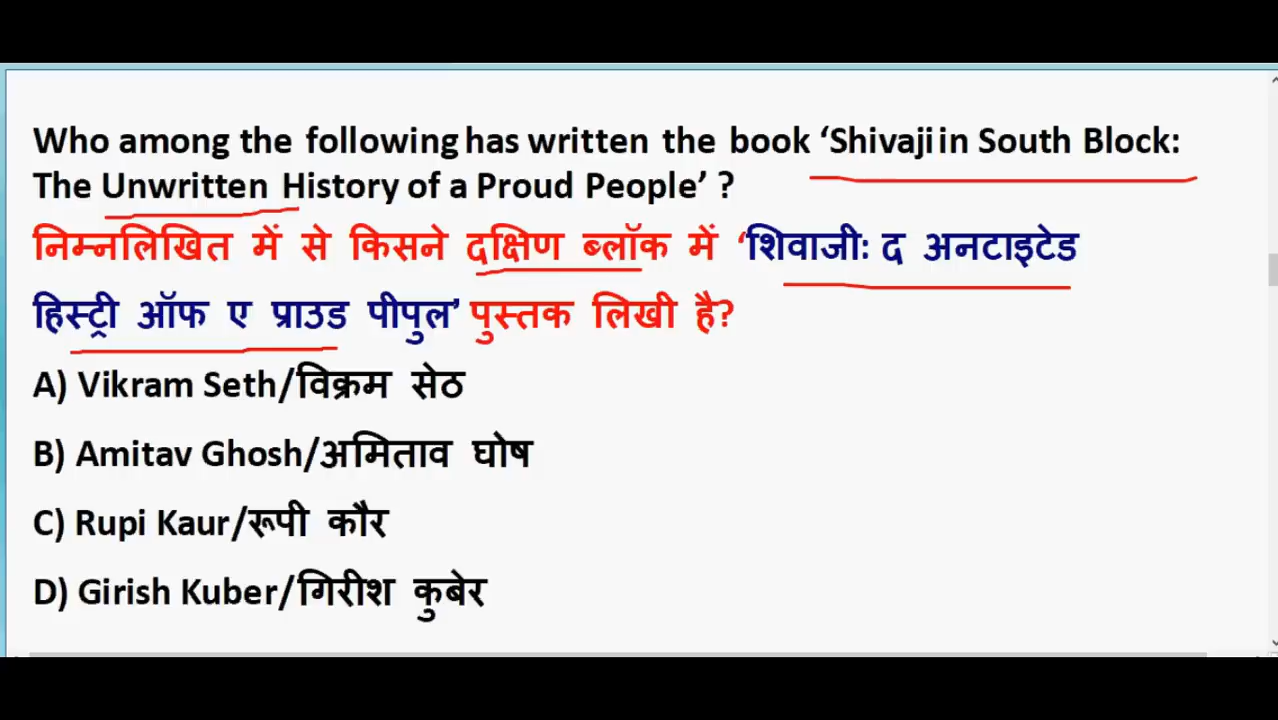 Who among the following has written the book ‘Shivaji in South Block:
The Unwritten History of a Proud People’ ?
निम्नलिखित में से किसने दक्षिण ब्लॉक में ‘शिवाजी: द अनटाइटेड
हिस्ट्री ऑफ ए प्राउड पीपुल’ पुस्तक लिखी है?
A) Vikram Seth/विक्रम सेठ
B) Amitav Ghosh/अमिताव घोष
C) Rupi Kaur/रूपी कौर
D) Girish Kuber/गिरीश कुबेर